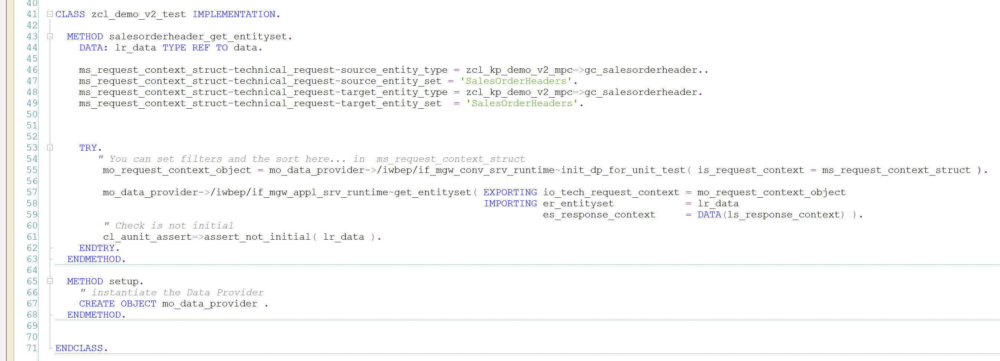 40
41 CLASS zcl_demo_v2_test IMPLEMENTATION.
42
43 METHOD salesorderheader_get_entityset.
44 DATA: lr_data TYPE REF TO data.
45
46 ms_request_context_struct-technical_request-source_entity_type = zcl_kp_demo_v2_mpc=>gc_salesorderheader..
47 ms_request_context_struct-technical_request-source_entity_set = 'SalesOrderHeaders'.
48 ms_request_context_struct-technical_request-target_entity_type = zcl_kp_demo_v2_mpc=>gc_salesorderheader.
49 ms_request_context_struct-technical_request-target_entity_set  = 'SalesOrderHeaders'.
50
51
52
53 TRY.
54 " You can set filters and the sort here... in  ms_request_context_struct
55 mo_request_context_object = mo_data_provider->/iwbep/if_mgw_conv_srv_runtime~init_dp_for_unit_test( is_request_context = ms_request_context_struct ).
56
57 mo_data_provider->/iwbep/if_mgw_appl_srv_runtime~get_entityset( EXPORTING io_tech_request_context = mo_request_context_object
58 IMPORTING er_entityset            = lr_data
59 es_response_context     = DATA(ls_response_context) ).
60 " Check is not initial
61 cl_aunit_assert=>assert_not_initial( lr_data ).
62 ENDTRY.
63 ENDMETHOD.
64
65 METHOD setup.
66 " instantiate the Data Provider
67 CREATE OBJECT mo_data_provider .
68 ENDMETHOD.
69
70
71 ENDCLASS.